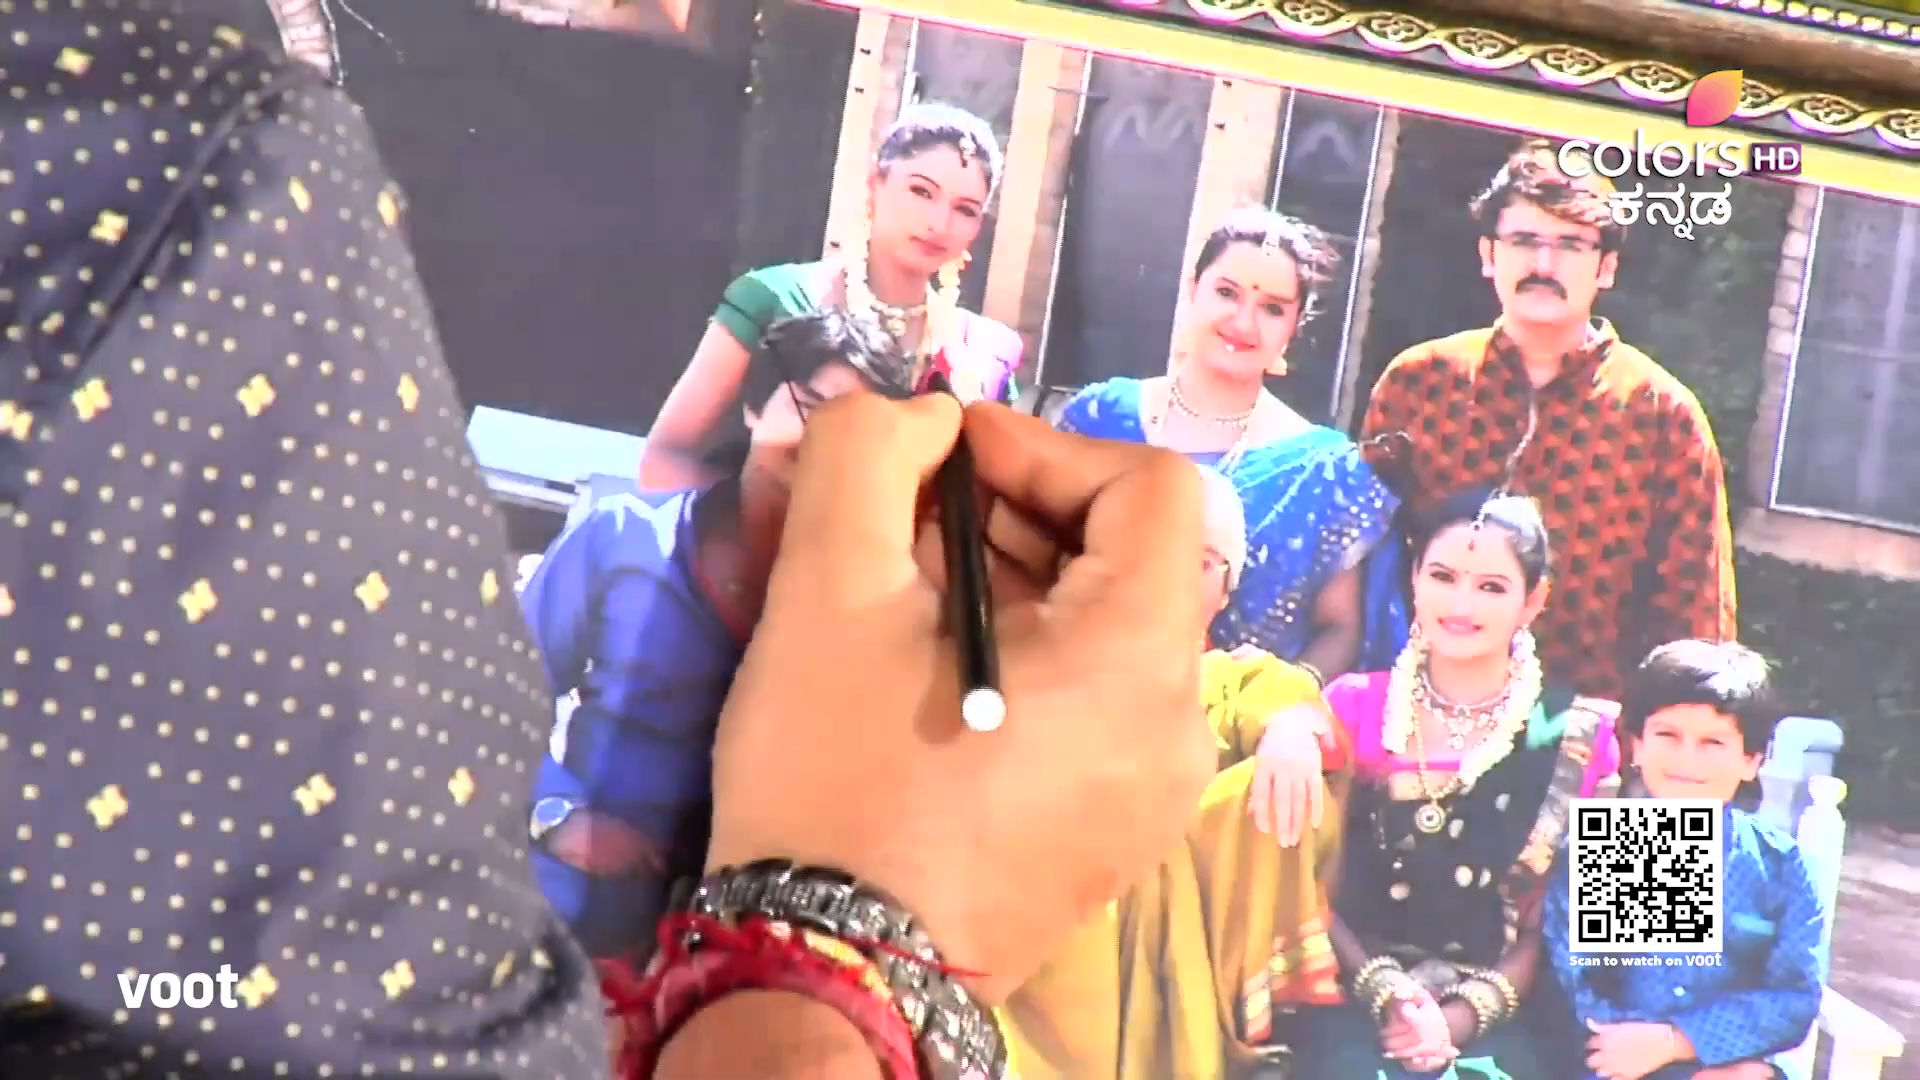 colors HD
ಕನ್ನಡ
Scan to watch on voot
voot